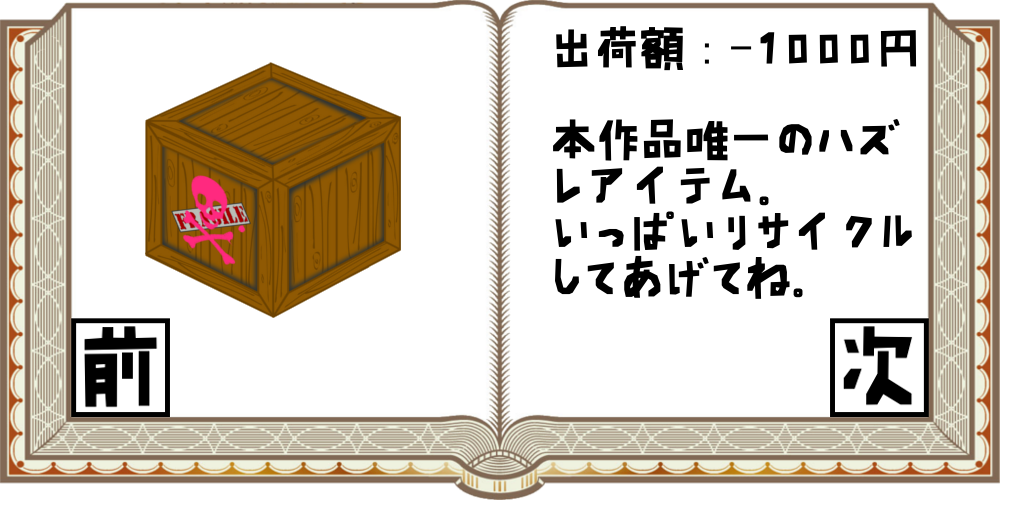 出荷額：-1000円
本作品唯一のハズ
レアイテム。
いっぱいリサイクル
してあげてね。
FRAGILE
前
次